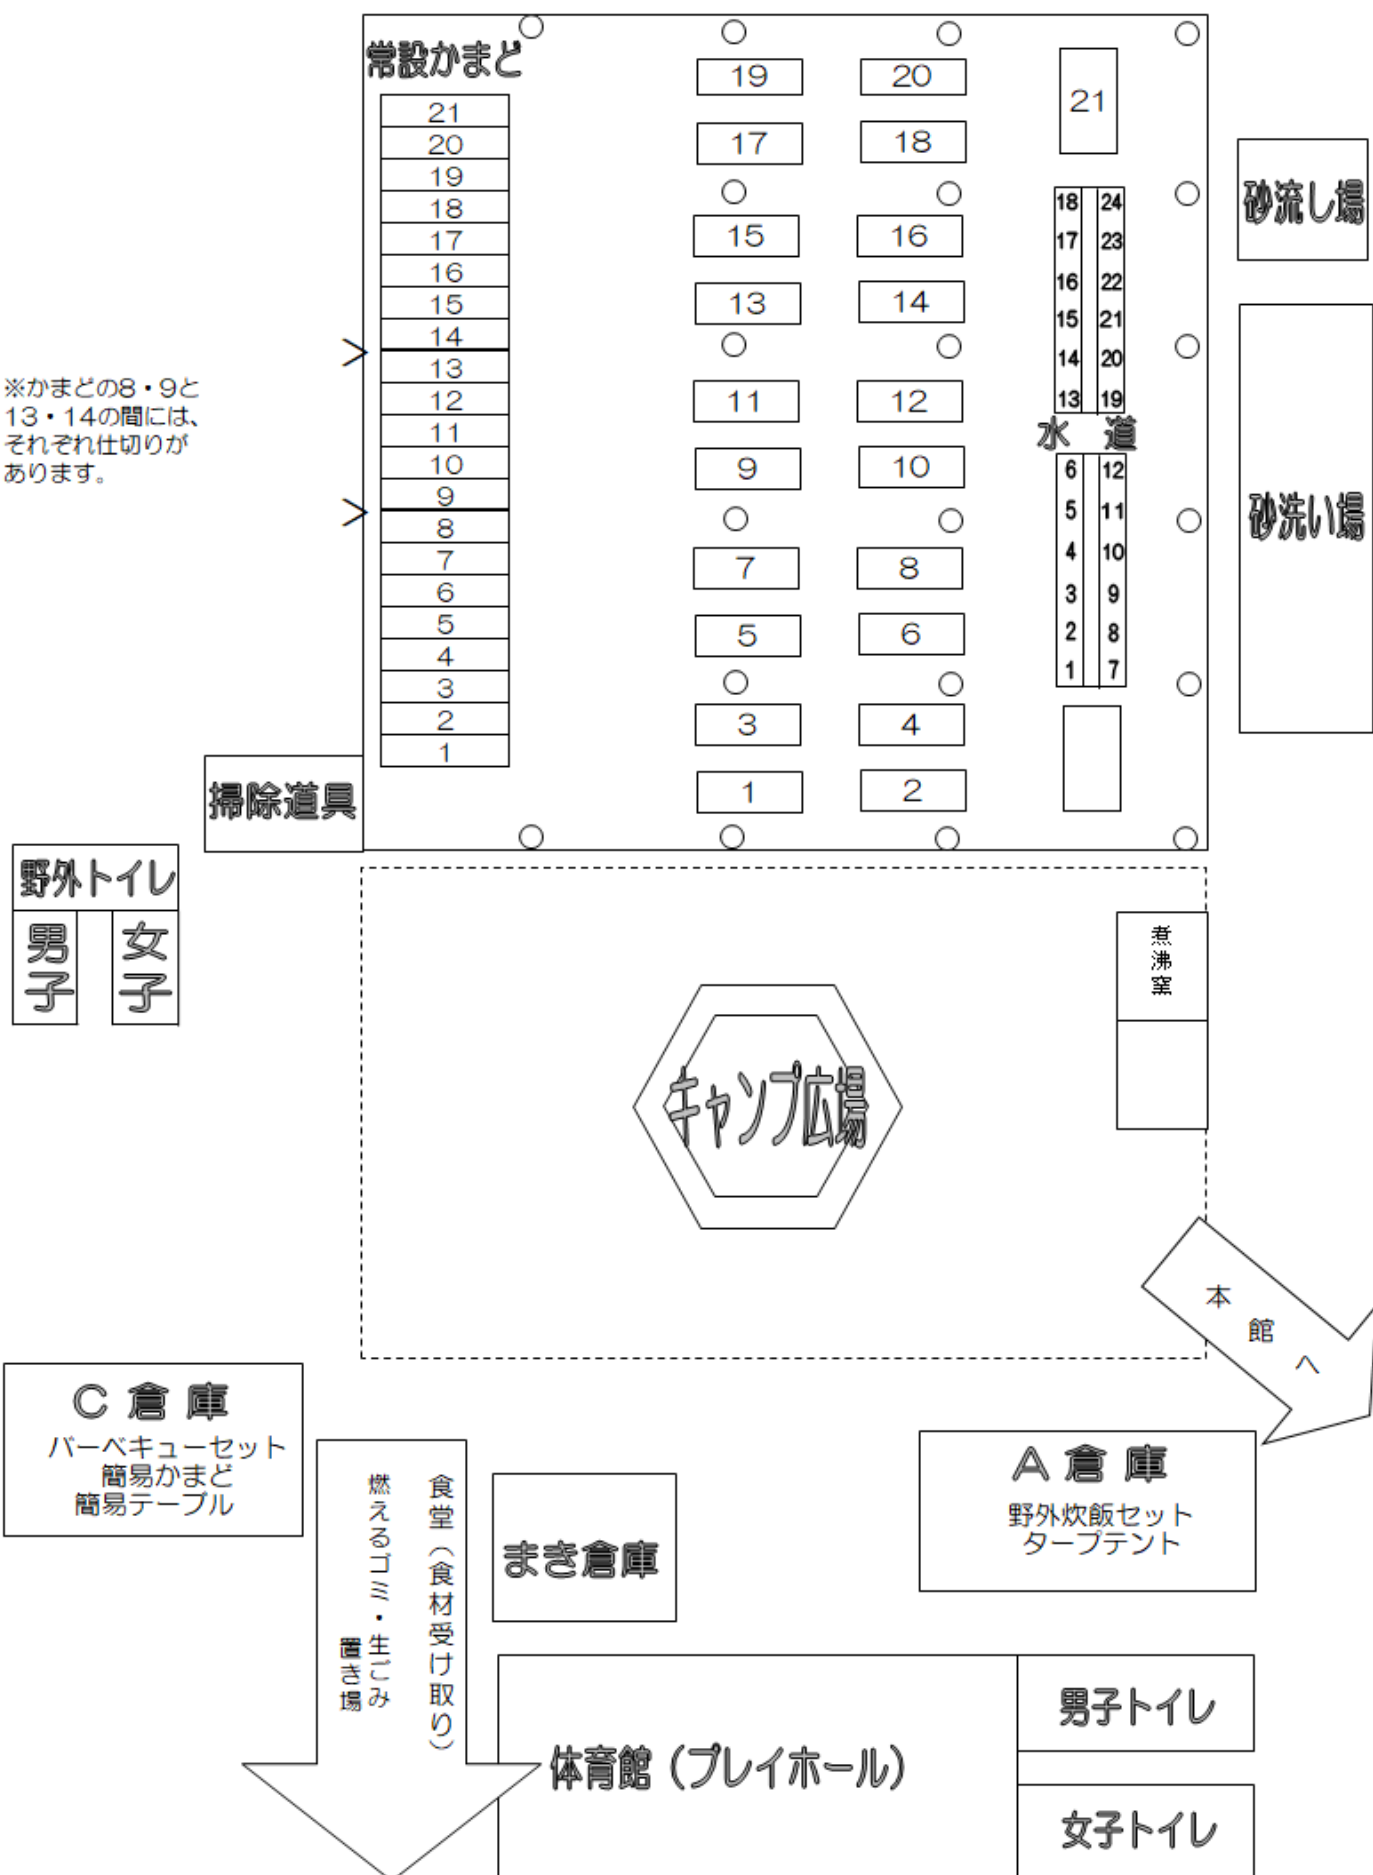 常設かまど
21
20
19
18
17
16
15
14
13
12
11
10
9
8
7
6
5
4
3
2
1
※かまどの8・9と
13・14の間には、
それぞれ仕切りが
あります。
19 20
17 18
15 16
13 14
11 12
9 10
7 8
5 6
3 4
1 2
21
18 24
17 23
16 22
15 21
14 20
13 19
水道
6 12
5 11
4 10
3 9
2 8
1 7
砂流し場
砂洗い場
掃除道具
野外トイレ
男子
女子
煮沸窯
キャンプ広場
本館へ
C倉庫
バーベキューセット
簡易かまど
簡易テーブル
食堂（食材受け取り）
燃えるゴミ・生ごみ
置き場
まき倉庫
A倉庫
野外炊飯セット
タープテント
体育館（プレイホール）
男子トイレ
女子トイレ